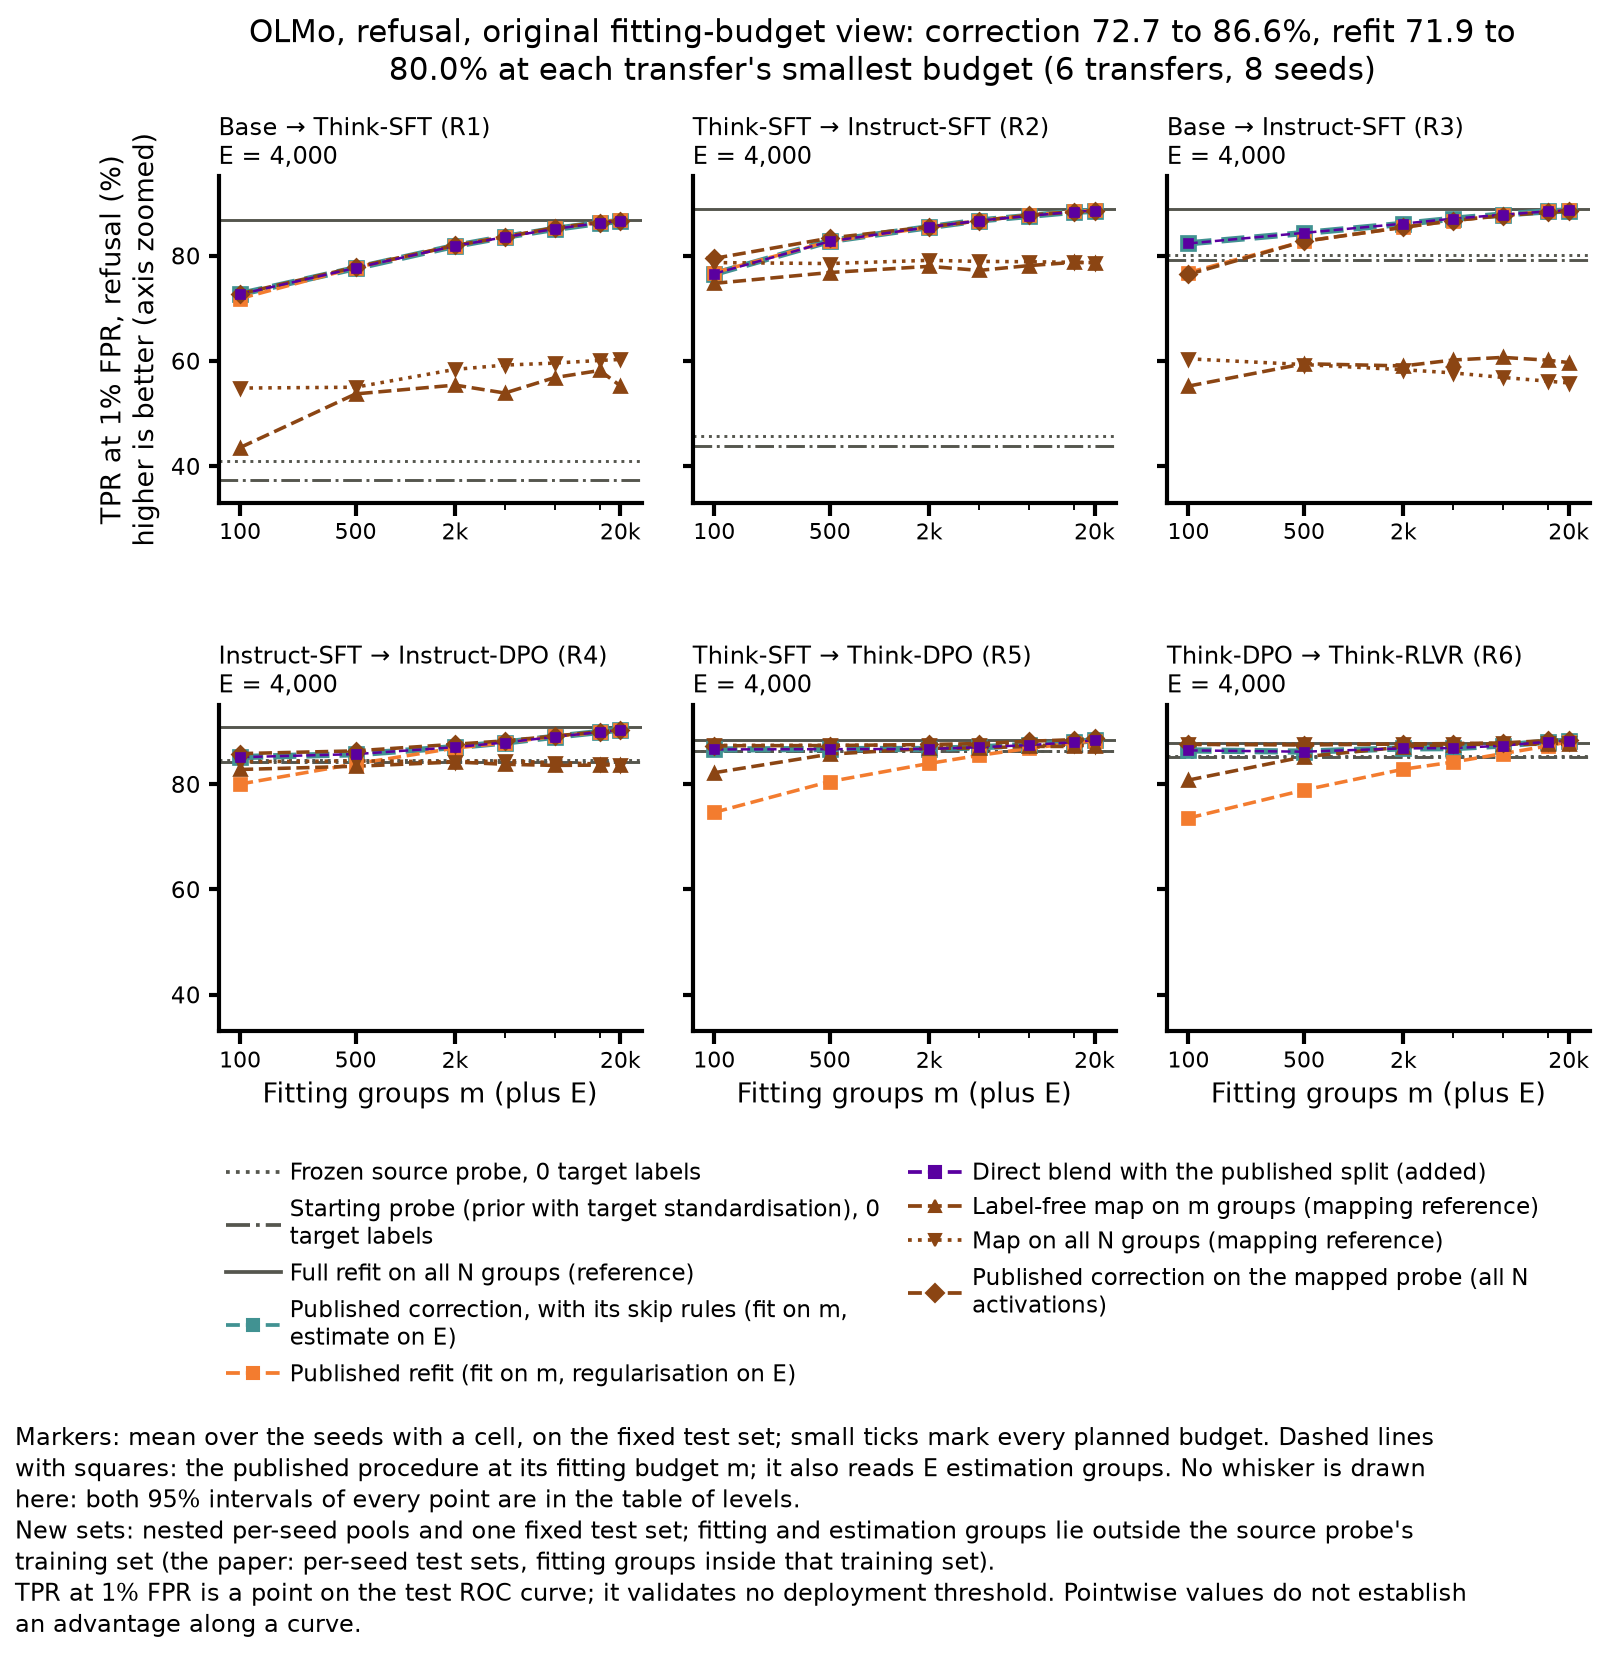 OLMo, refusal, original fitting-budget view: correction 72.7 to 86.6%, refit 71.9 to
80.0% at each transfer's smallest budget (6 transfers, 8 seeds)
TPR at 1% FPR, refusal (%)
higher is better (axis zoomed)
Base → Think-SFT (R1)
E = 4,000
80
60
40
100
500
2k
20k
Think-SFT → Instruct-SFT (R2)
E = 4,000
100
500
2k
20k
Base → Instruct-SFT (R3)
E = 4,000
100
500
2k
20k
Instruct-SFT → Instruct-DPO (R4)
E = 4,000
80
60
40
100
500
2k
20k
Fitting groups m (plus E)
Think-SFT → Think-DPO (R5)
E = 4,000
100
500
2k
20k
Fitting groups m (plus E)
Think-DPO → Think-RLVR (R6)
E = 4,000
100
500
2k
20k
Fitting groups m (plus E)
Frozen source probe, 0 target labels
Starting probe (prior with target standardisation), 0
target labels
Full refit on all N groups (reference)
Published correction, with its skip rules (fit on m,
estimate on E)
Published refit (fit on m, regularisation on E)
Direct blend with the published split (added)
Label-free map on m groups (mapping reference)
Map on all N groups (mapping reference)
Published correction on the mapped probe (all N
activations)
Markers: mean over the seeds with a cell, on the fixed test set; small ticks mark every planned budget. Dashed lines
with squares: the published procedure at its fitting budget m; it also reads E estimation groups. No whisker is drawn
here: both 95% intervals of every point are in the table of levels.
New sets: nested per-seed pools and one fixed test set; fitting and estimation groups lie outside the source probe's
training set (the paper: per-seed test sets, fitting groups inside that training set).
TPR at 1% FPR is a point on the test ROC curve; it validates no deployment threshold. Pointwise values do not establish
an advantage along a curve.